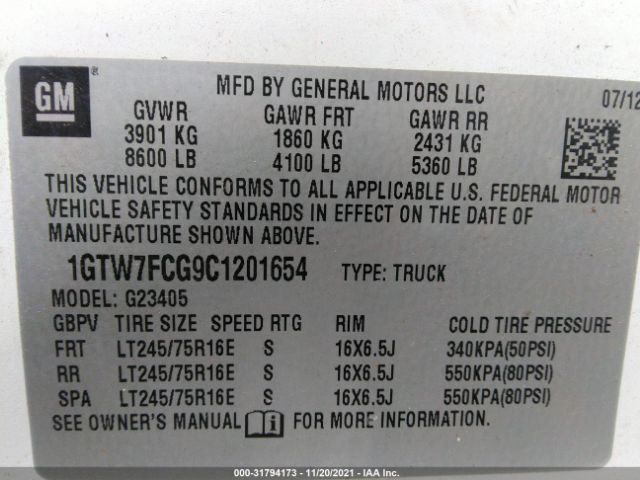 GM
MFD BY GENERAL MOTORS LLC
07/12
GVWR GAWR FRT GAWR RR
3901 KG 1860 KG 2431 KG
8600 LB 4100 LB 5360 LB
THIS VEHICLE CONFORMS TO ALL APPLICABLE U.S. FEDERAL MOTOR
VEHICLE SAFETY STANDARDS IN EFFECT ON THE DATE OF
MANUFACTURE SHOWN ABOVE.
1GTW7FCG9C1201654 TYPE: TRUCK
MODEL: G23405
GBPV TIRE SIZE SPEED RTG RIM COLD TIRE PRESSURE
FRT LT245/75R16E S 16X6.5J 340KPA(50PSI)
RR LT245/75R16E S 16X6.5J 550KPA(80PSI)
SPA LT245/75R16E S 16X6.5J 550KPA(80PSI)
SEE OWNER'S MANUAL FOR MORE INFORMATION.
000-31794173 - 11/20/2021 - IAA Inc.